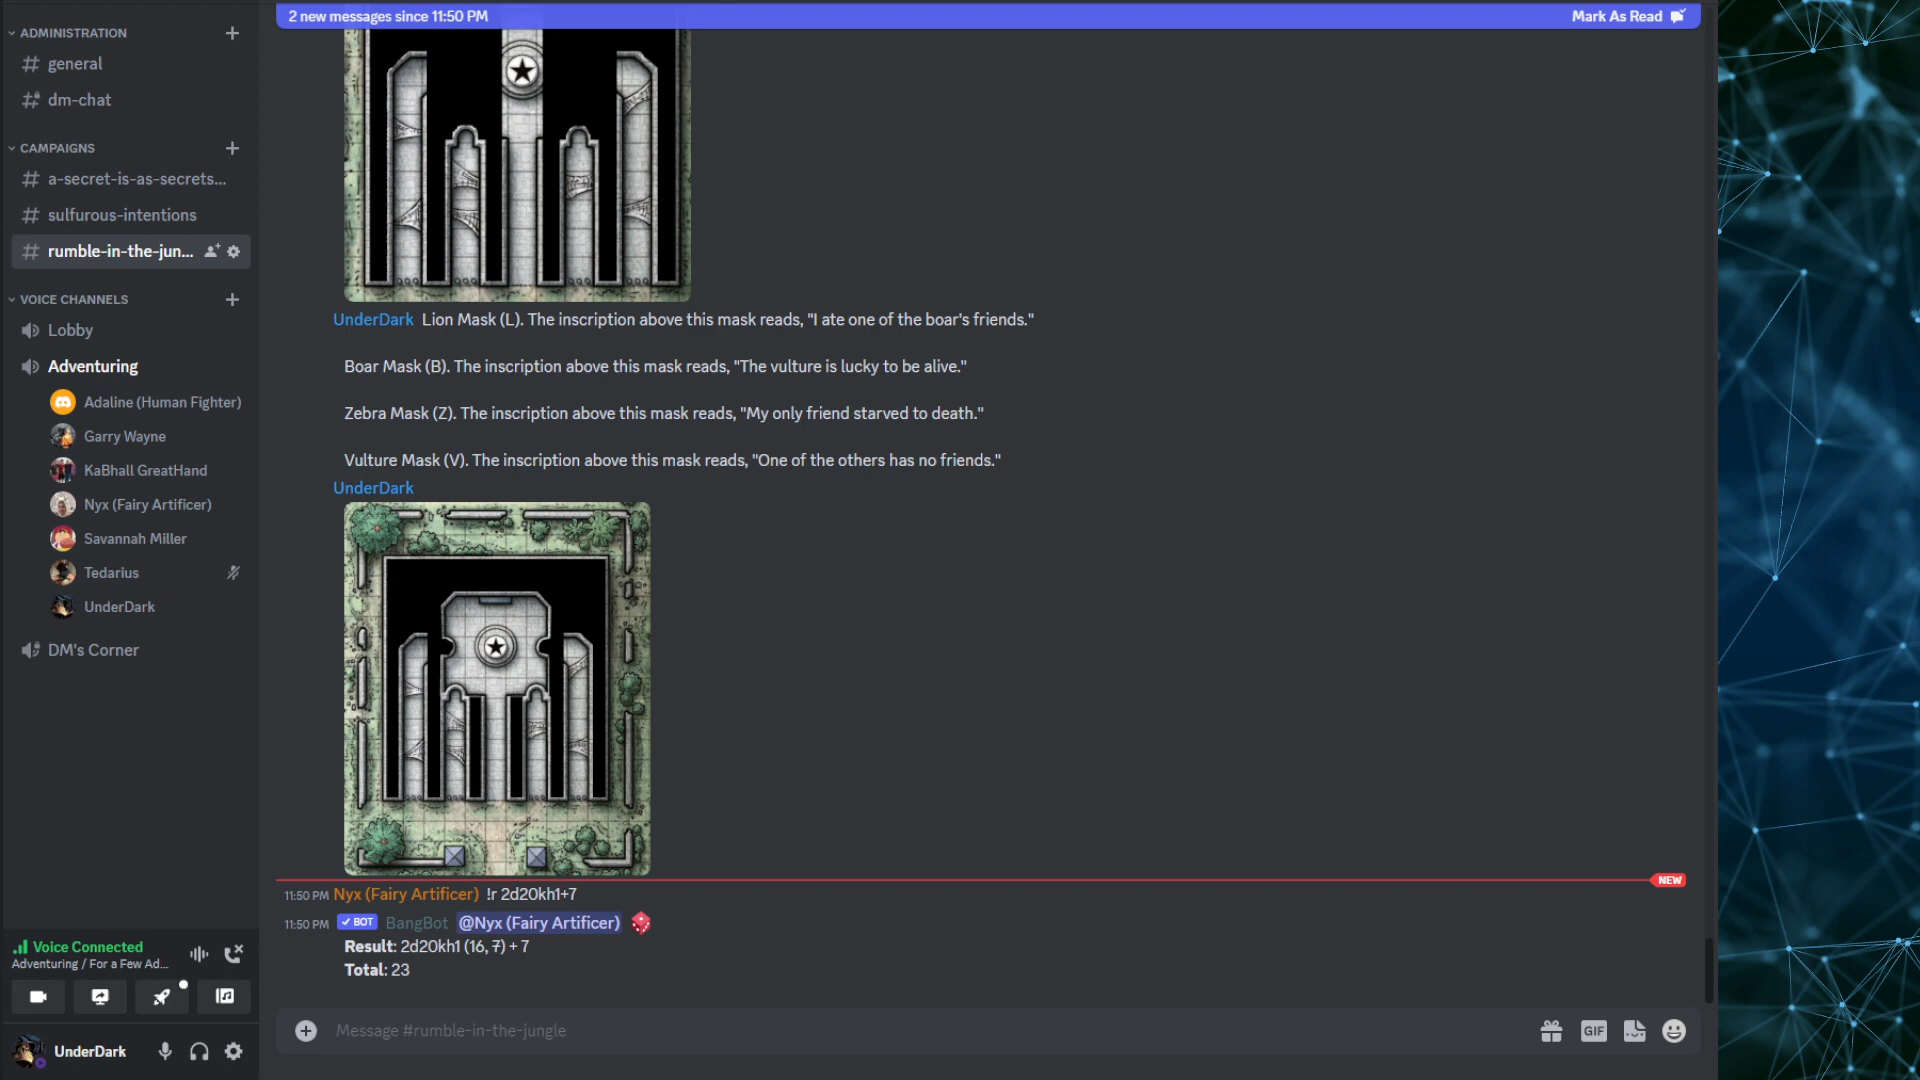 2 new messages since 11:50 PM
Mark As Read
ADMINISTRATION
general
dm-chat
CAMPAIGNS
a-secret-is-as-secrets...
sulfurous-intentions
rumble-in-the-jun...
VOICE CHANNELS
Lobby
Adventuring
Adaline (Human Fighter)
Garry Wayne
KaBhall GreatHand
Nyx (Fairy Artificer)
Savannah Miller
Tedarius
UnderDark
DM's Corner
Voice Connected
Adventuring / For a Few Ad...
UnderDark
UnderDark Lion Mask (L). The inscription above this mask reads, "I ate one of the boar's friends."
Boar Mask (B). The inscription above this mask reads, "The vulture is lucky to be alive."
Zebra Mask (Z). The inscription above this mask reads, "My only friend starved to death."
Vulture Mask (V). The inscription above this mask reads, "One of the others has no friends."
UnderDark
NEW
11:50 PM Nyx (Fairy Artificer) !r 2d20kh1+7
11:50 PM BOT BangBot @Nyx (Fairy Artificer)
Result: 2d20kh1 (16, 7) + 7
Total: 23
Message #rumble-in-the-jungle
GIF